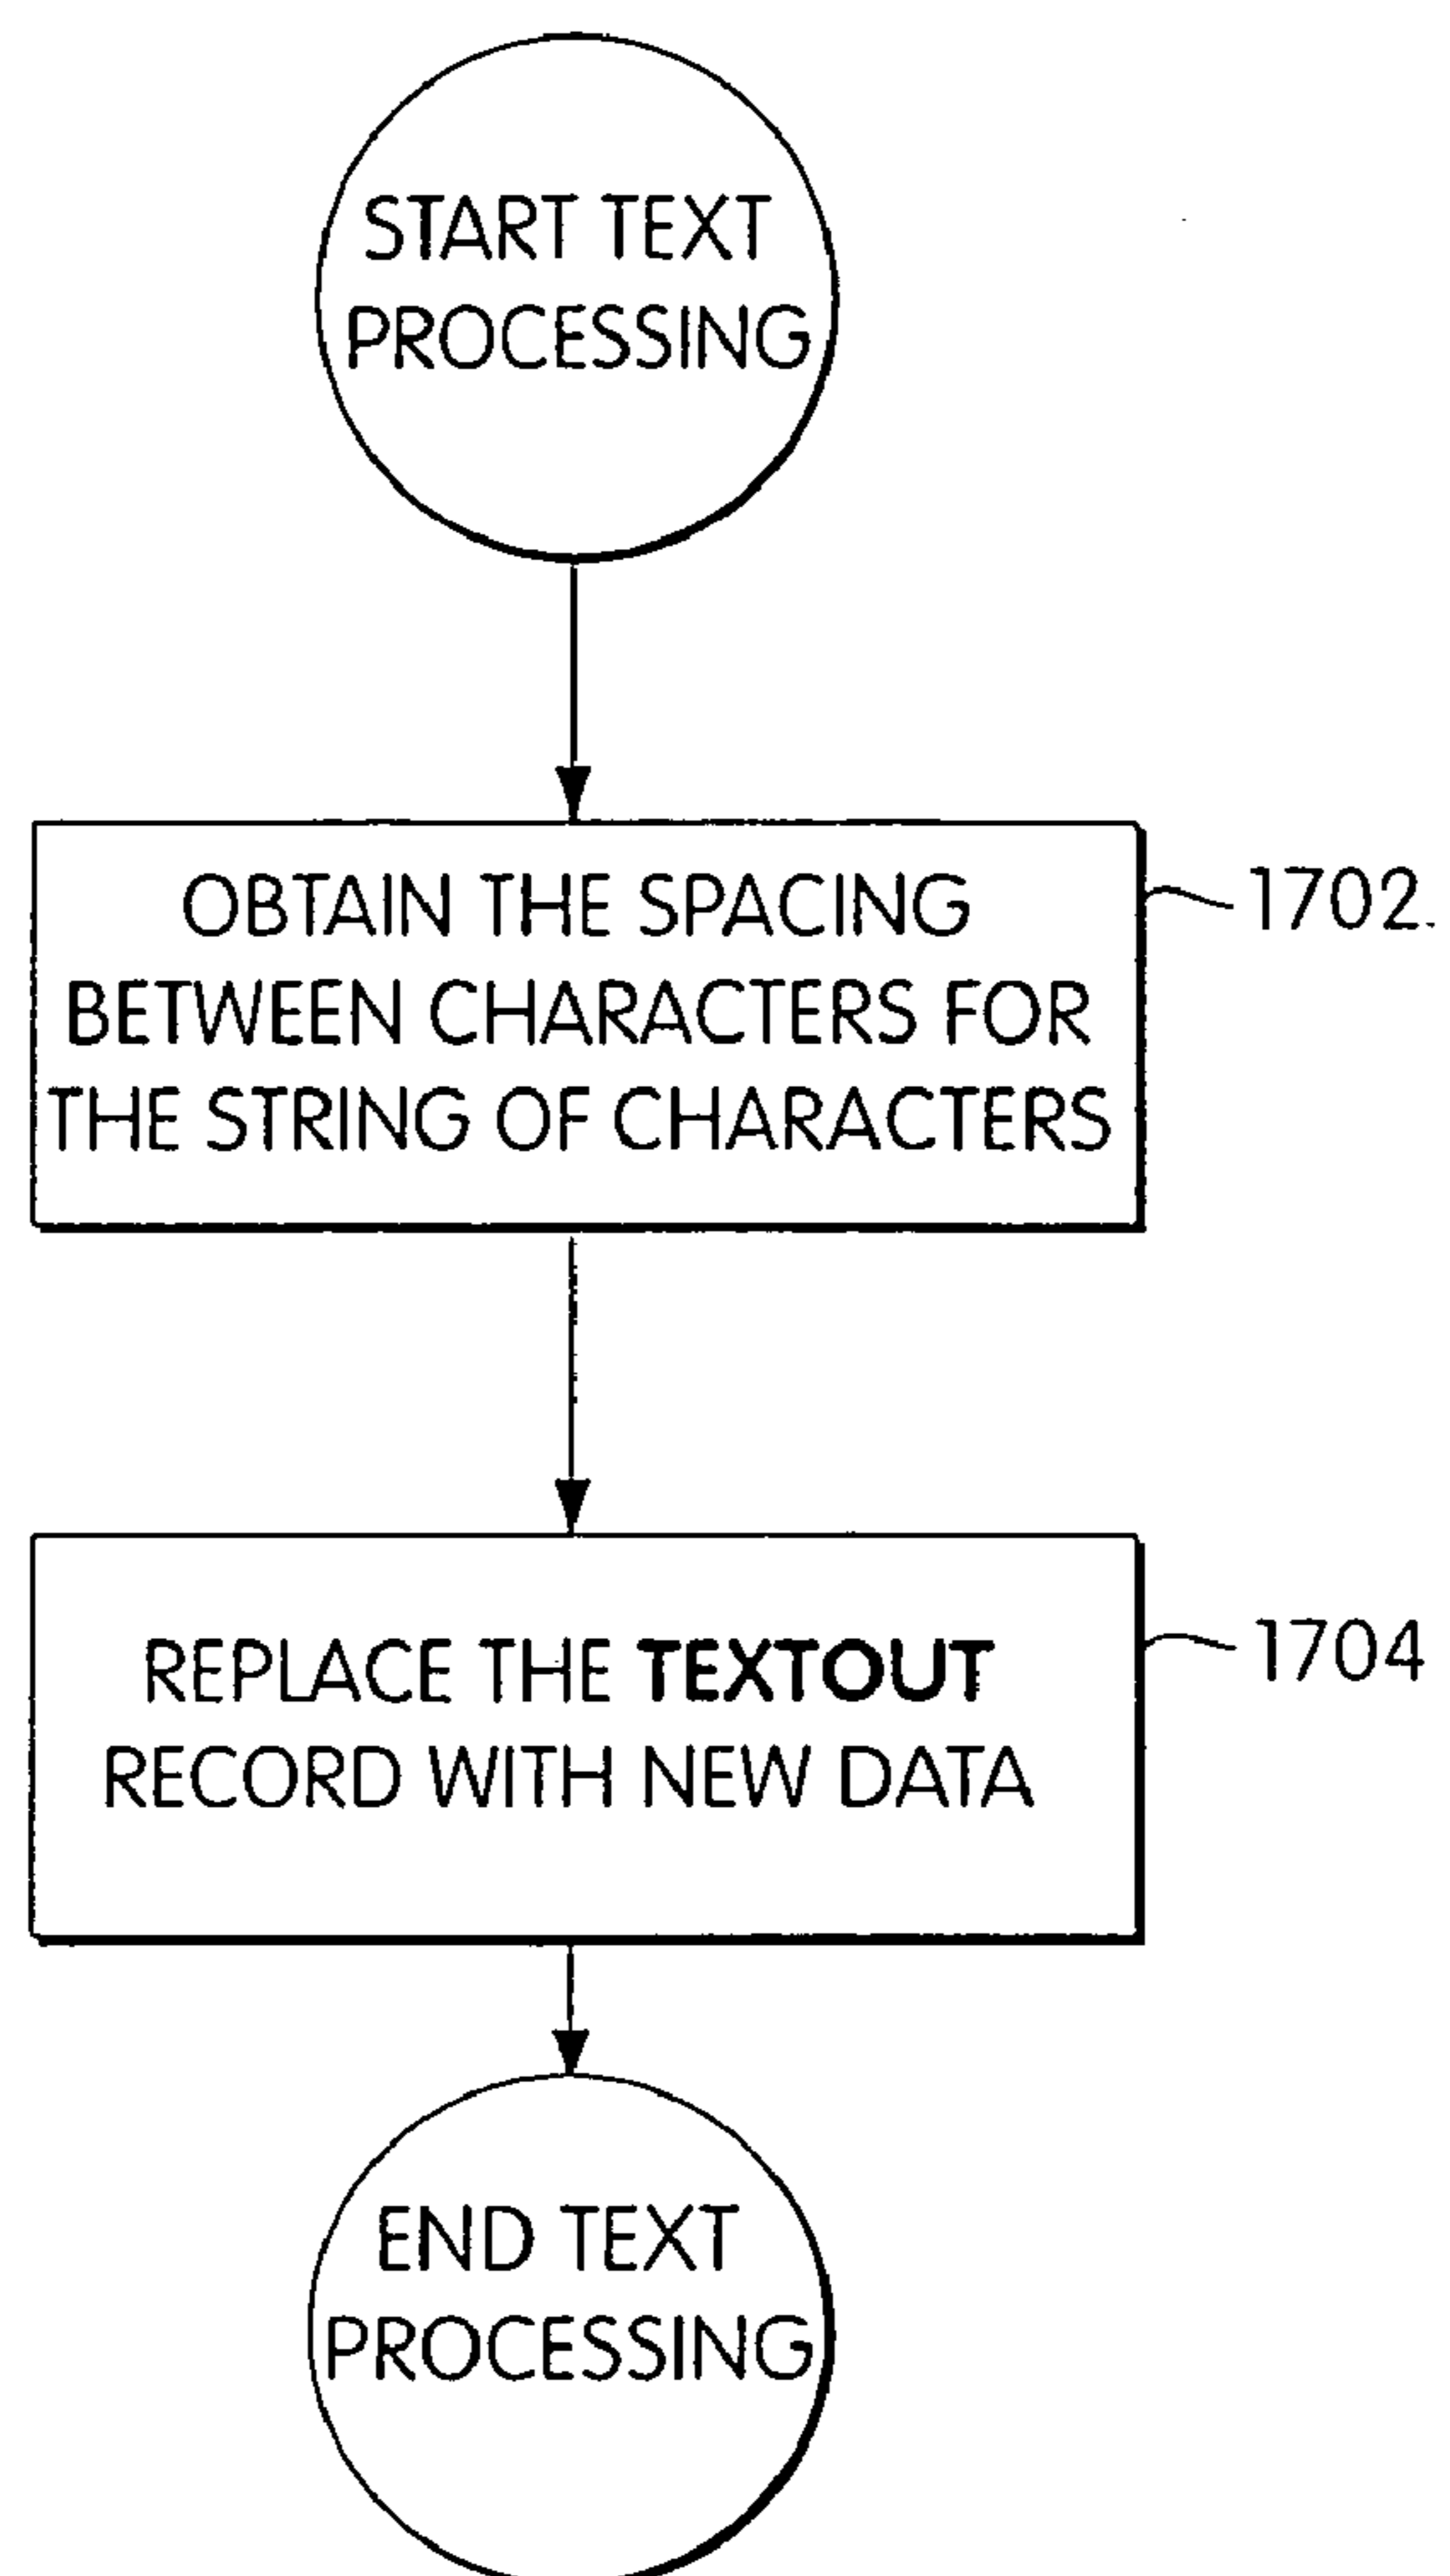 START TEXT
PROCESSING
OBTAIN THE SPACING
BETWEEN CHARACTERS FOR
THE STRING OF CHARACTERS
1702
REPLACE THE TEXTOUT
RECORD WITH NEW DATA
1704
END TEXT
PROCESSING